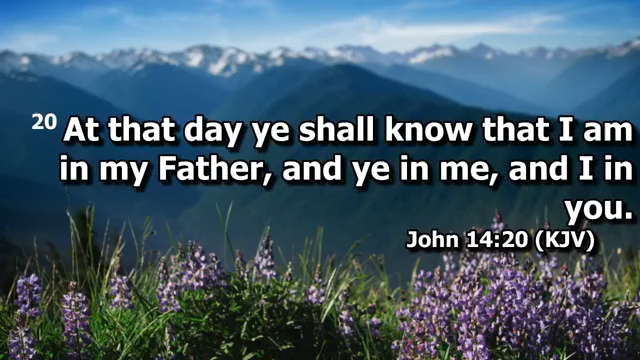 20 At that day ye shall know that I am
in my Father, and ye in me, and I in
you.
John 14:20 (KJV)